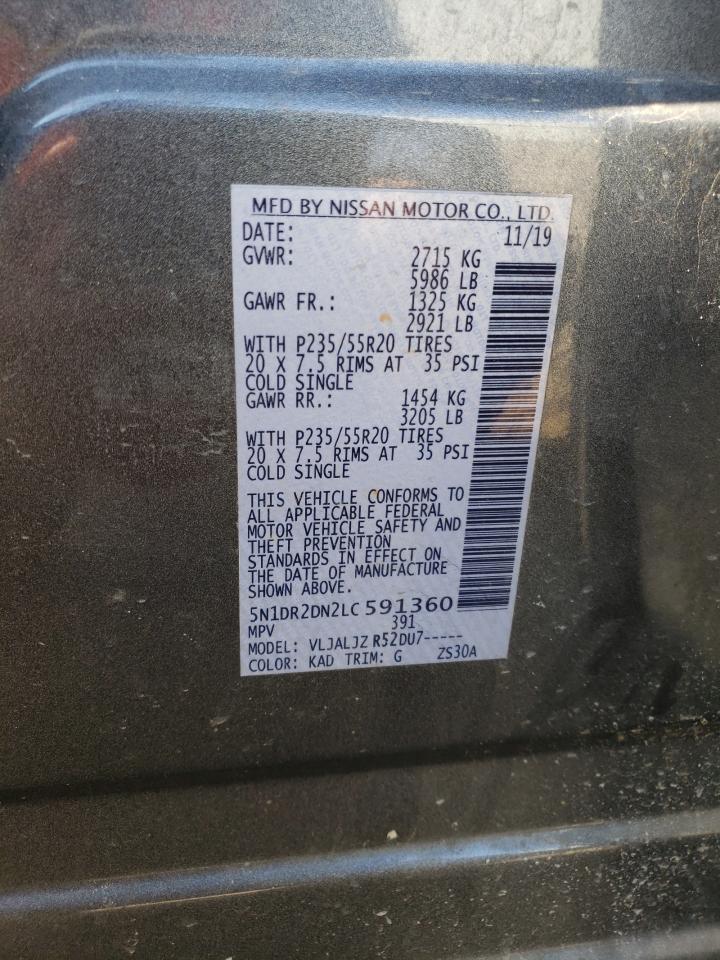 MFD BY NISSAN MOTOR CO., LTD.
DATE: 11/19
GVWR: 2715 KG
5986 LB
GAWR FR.: 1325 KG
2921 LB
WITH P235/55R20 TIRES
20 X 7.5 RIMS AT 35 PSI
COLD SINGLE
GAWR RR.: 1454 KG
3205 LB
WITH P235/55R20 TIRES
20 X 7.5 RIMS AT 35 PSI
COLD SINGLE
THIS VEHICLE CONFORMS TO
ALL APPLICABLE FEDERAL
MOTOR VEHICLE SAFETY AND
THEFT PREVENTION
STANDARDS IN EFFECT ON
THE DATE OF MANUFACTURE
SHOWN ABOVE.
5N1DR2DN2LC591360
MPV 391
MODEL: VLJALJZ R52DU7-----
COLOR: KAD TRIM: G ZS30A